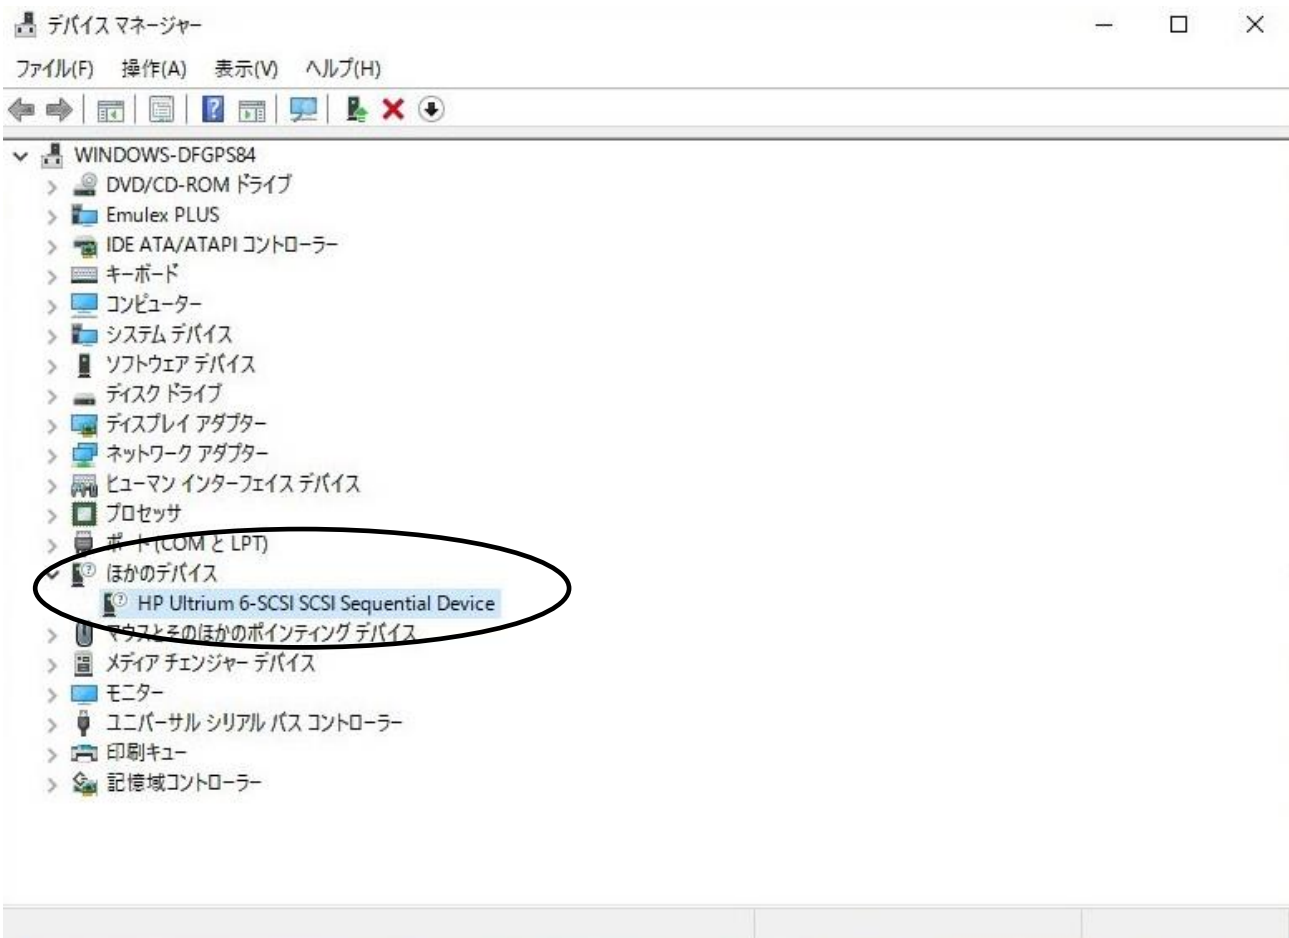 デバイス マネージャー
ファイル(F) 操作(A) 表示(V) ヘルプ(H)
WINDOWS-DFGPS84
DVD/CD-ROM ドライブ
Emulex PLUS
IDE ATA/ATAPI コントローラー
キーボード
コンピューター
システム デバイス
ソフトウェア デバイス
ディスク ドライブ
ディスプレイ アダプター
ネットワーク アダプター
ヒューマン インターフェイス デバイス
プロセッサ
ポート (COM と LPT)
ほかのデバイス
HP Ultrium 6-SCSI SCSI Sequential Device
マウスとそのほかのポインティング デバイス
メディア チェンジャー デバイス
モニター
ユニバーサル シリアル バス コントローラー
印刷キュー
記憶域コントローラー